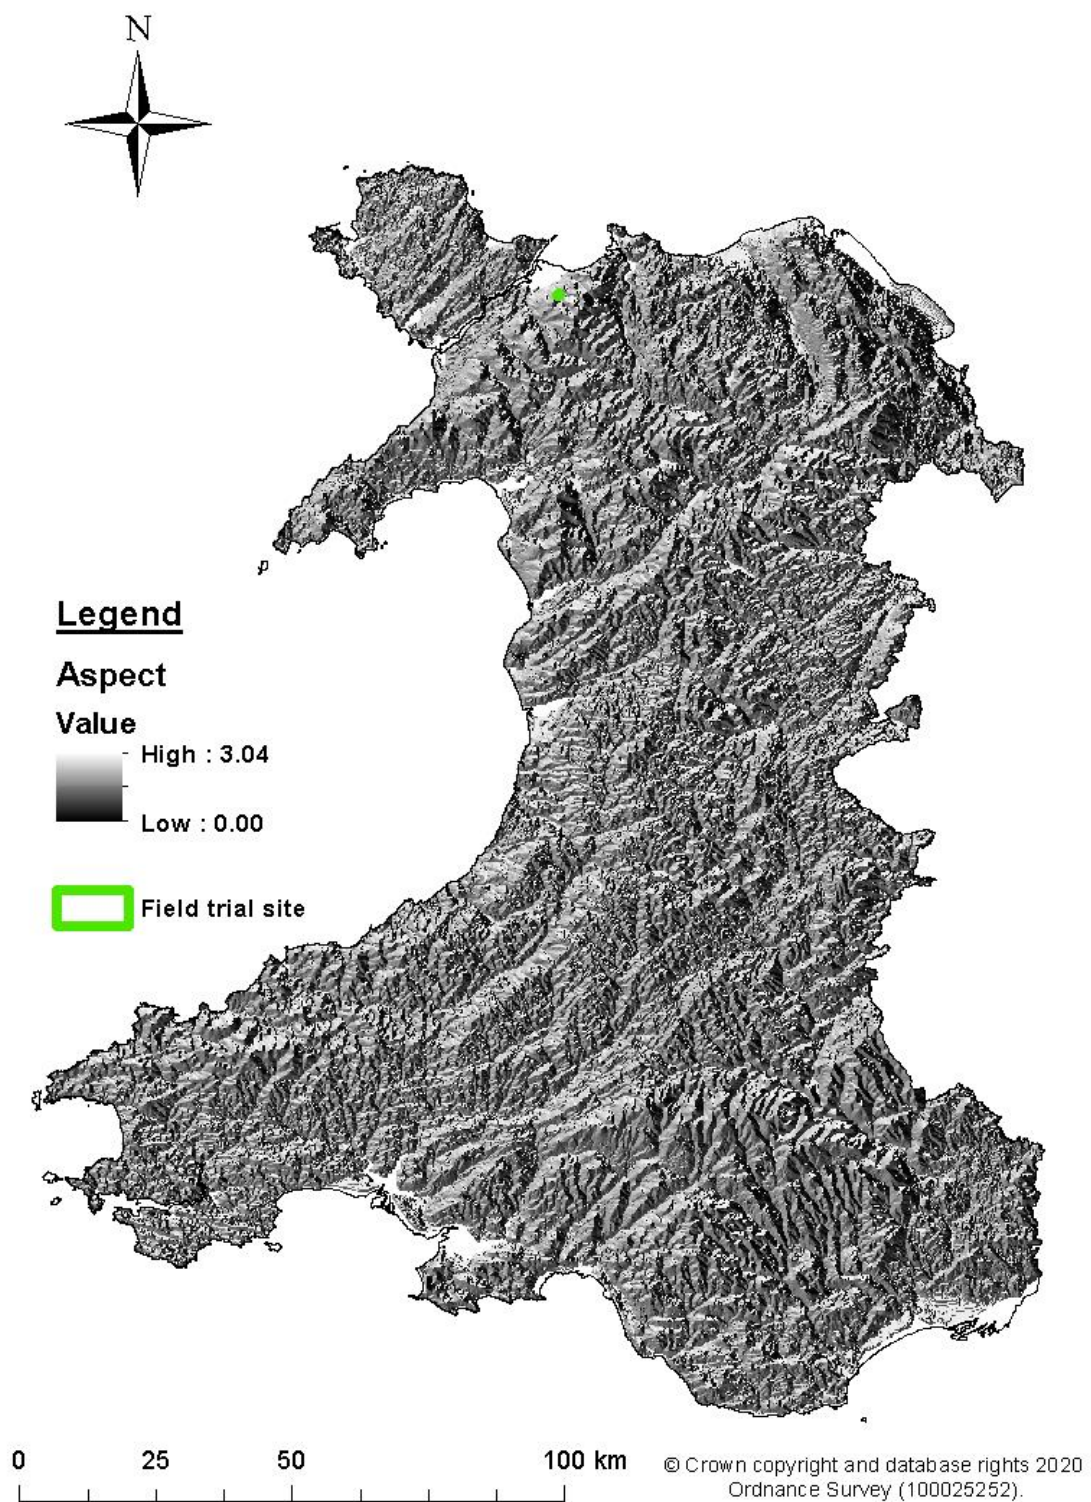 N
Legend
Aspect
Value
High : 3.04
Low : 0.00
Field trial site
0 25 50 100 km
© Crown copyright and database rights 2020
Ordnance Survey (100025252).